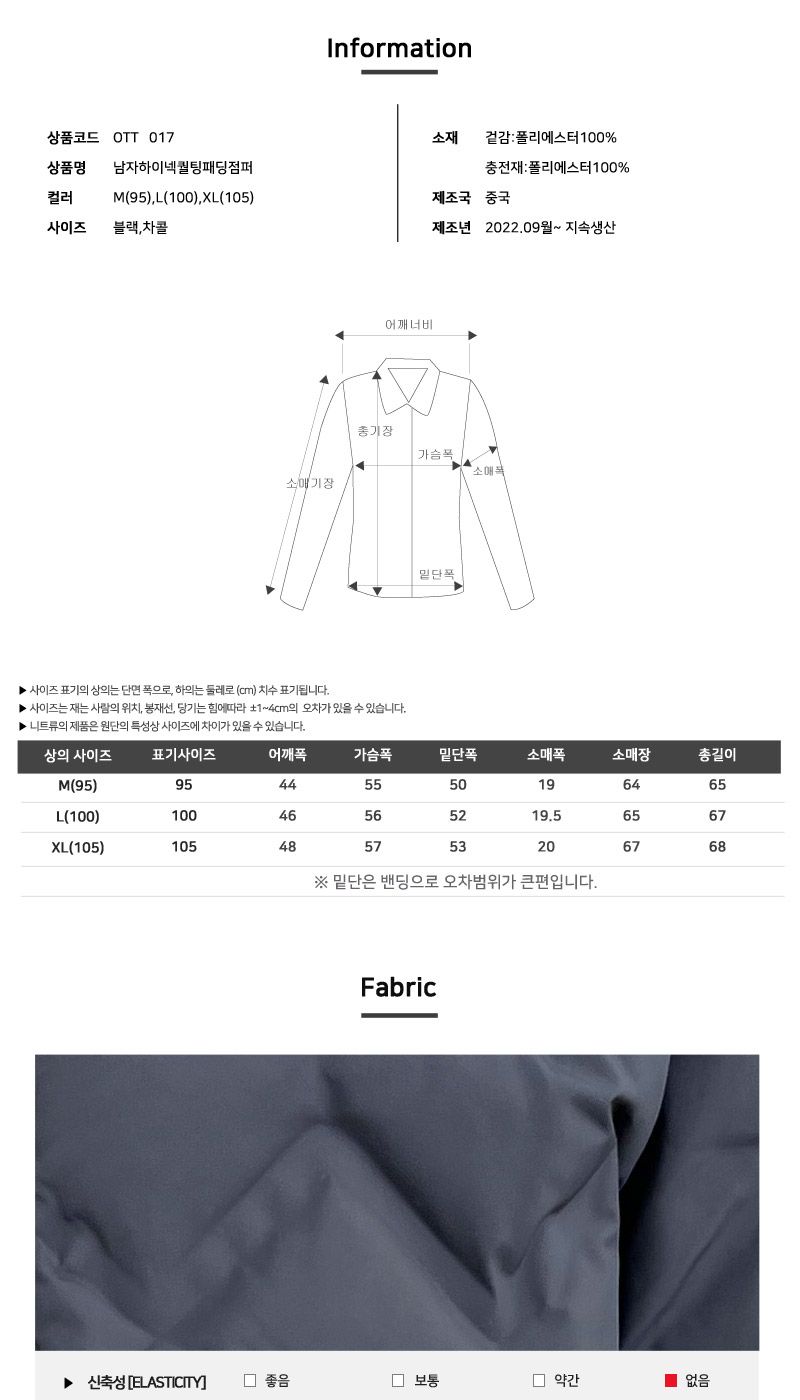 Information
상품코드 OTT 017
상품명 남자하이넥퀄팅패딩점퍼
컬러 M(95),L(100),XL(105)
사이즈 블랙,차콜
소재 겉감:폴리에스터100%
충전재:폴리에스터100%
제조국 중국
제조년 2022.09월~ 지속생산
어깨너비
총기장
가슴폭
소매폭
소매기장
밑단폭
▶ 사이즈 표기의 상의는 단면 폭으로, 하의는 둘레로 (cm) 치수 표기됩니다.
▶ 사이즈는 재는 사람의 위치, 봉재선, 당기는 힘에따라 ±1~4cm의 오차가 있을 수 있습니다.
▶ 니트류의 제품은 원단의 특성상 사이즈에 차이가 있을 수 있습니다.
상의 사이즈 표기사이즈 어깨폭 가슴폭 밑단폭 소매폭 소매장 총길이
M(95) 95 44 55 50 19 64 65
L(100) 100 46 56 52 19.5 65 67
XL(105) 105 48 57 53 20 67 68
※ 밑단은 밴딩으로 오차범위가 큰편입니다.
Fabric
▶ 신축성 [ELASTICITY] □ 좋음 □ 보통 □ 약간 ■ 없음